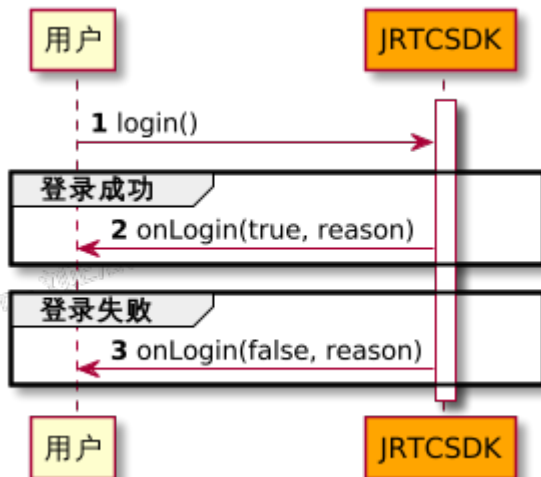 用户 JRTCSDK
1 login()
登录成功
2 onLogin(true, reason)
登录失败
3 onLogin(false, reason)
用户 JRTCSDK